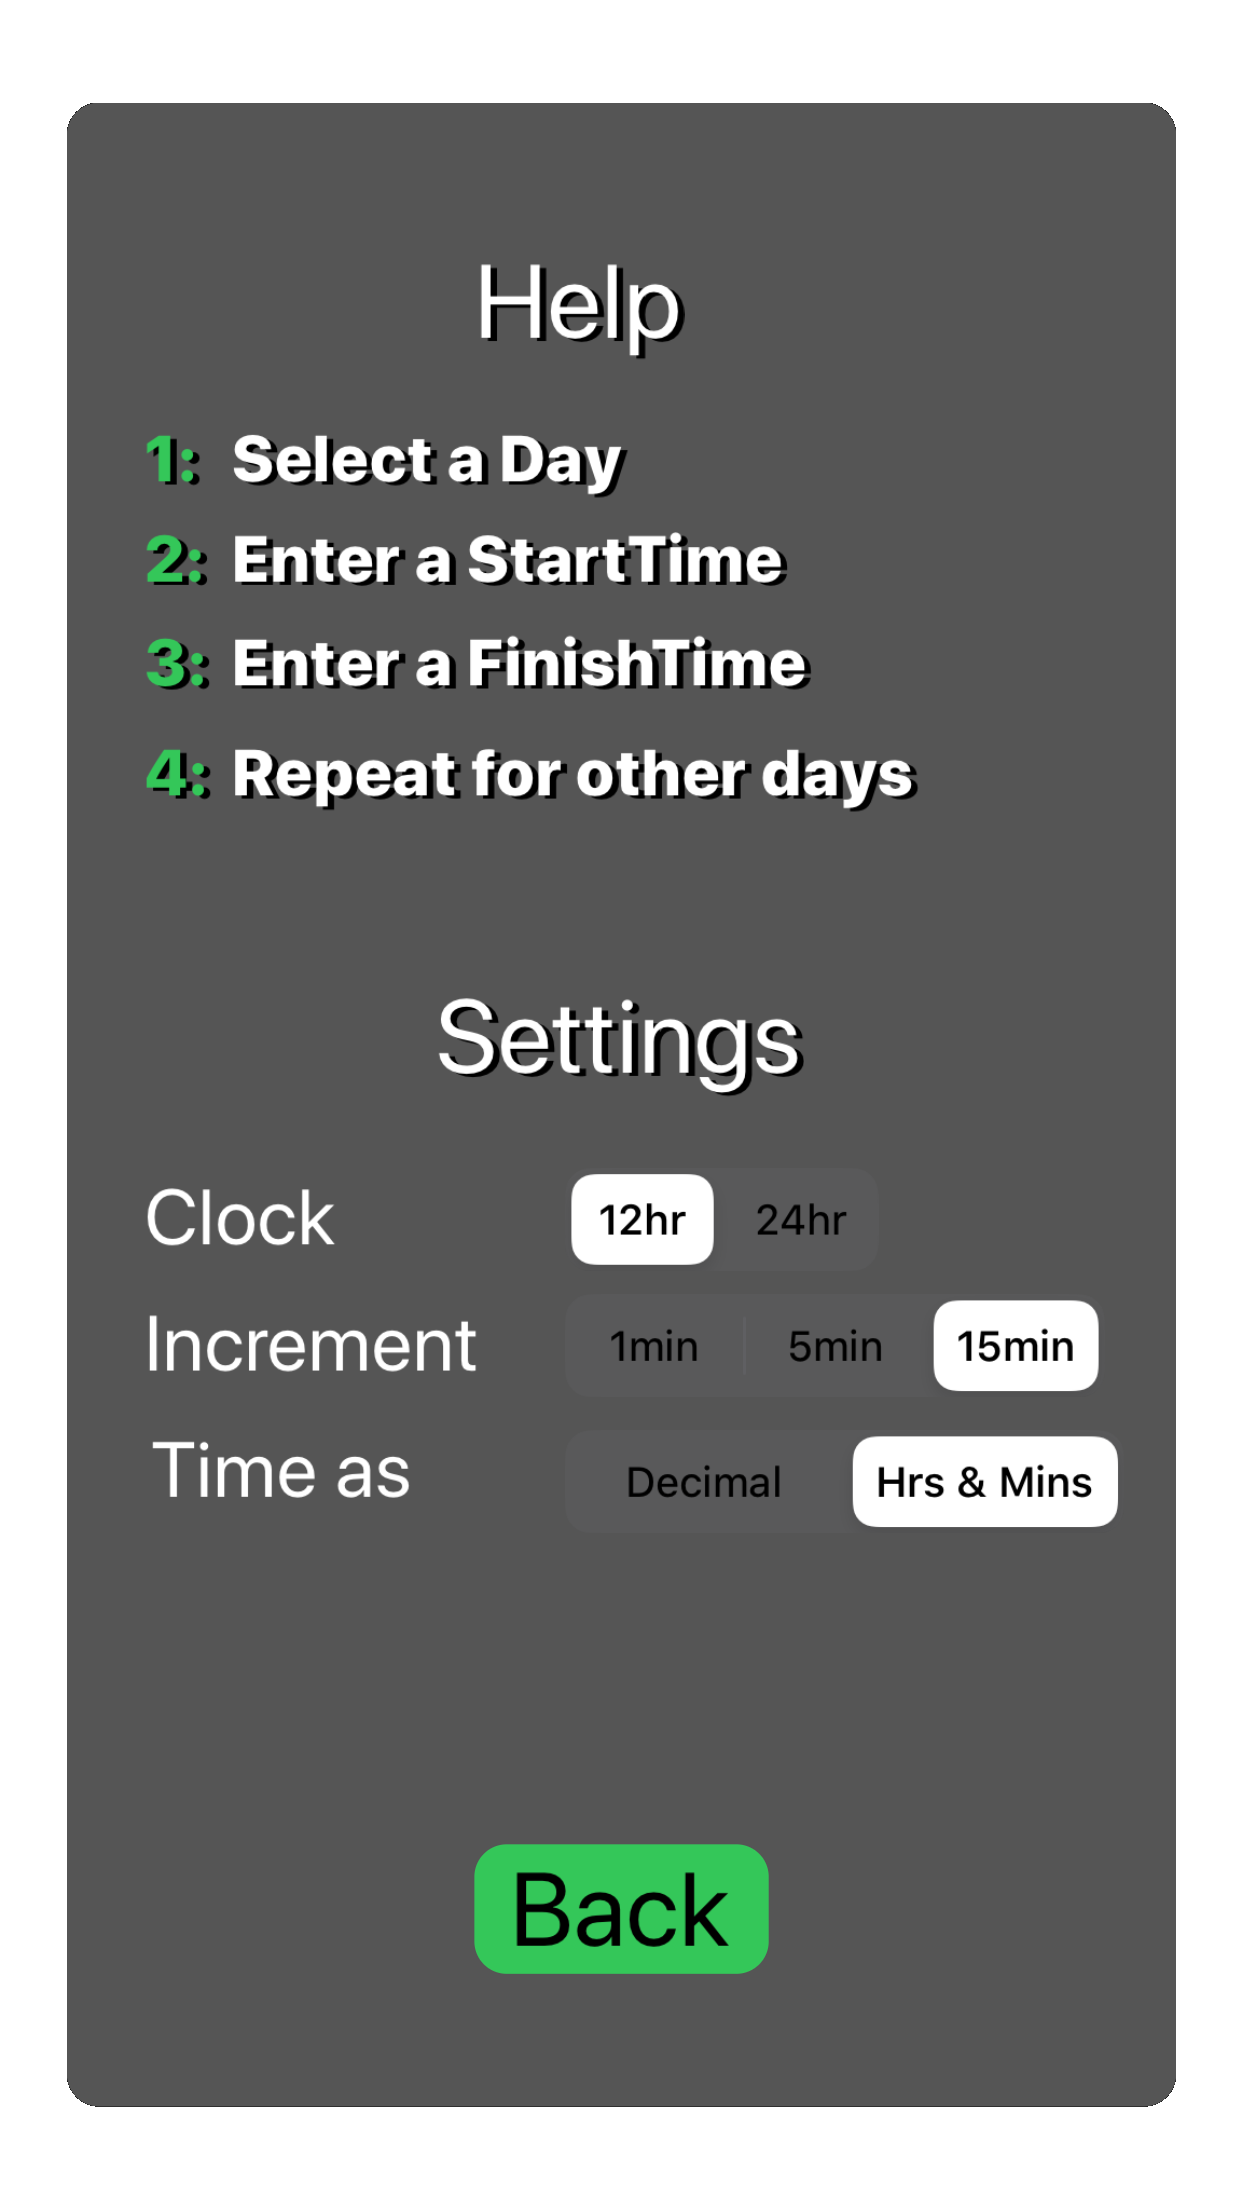 Help
1: Select a Day
2: Enter a StartTime
3: Enter a FinishTime
4: Repeat for other days
Settings
Clock 12hr 24hr
Increment 1min 5min 15min
Time as Decimal Hrs & Mins
Back